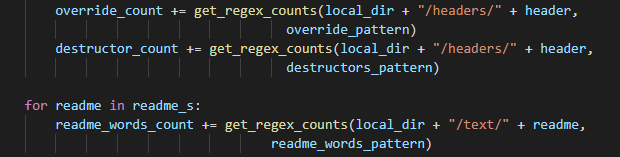 override_count += get_regex_counts(local_dir + "/headers/" + header,
override_pattern)
destructor_count += get_regex_counts(local_dir + "/headers/" + header,
destructors_pattern)
for readme in readme_s:
readme_words_count += get_regex_counts(local_dir + "/text/" + readme,
readme_words_pattern)